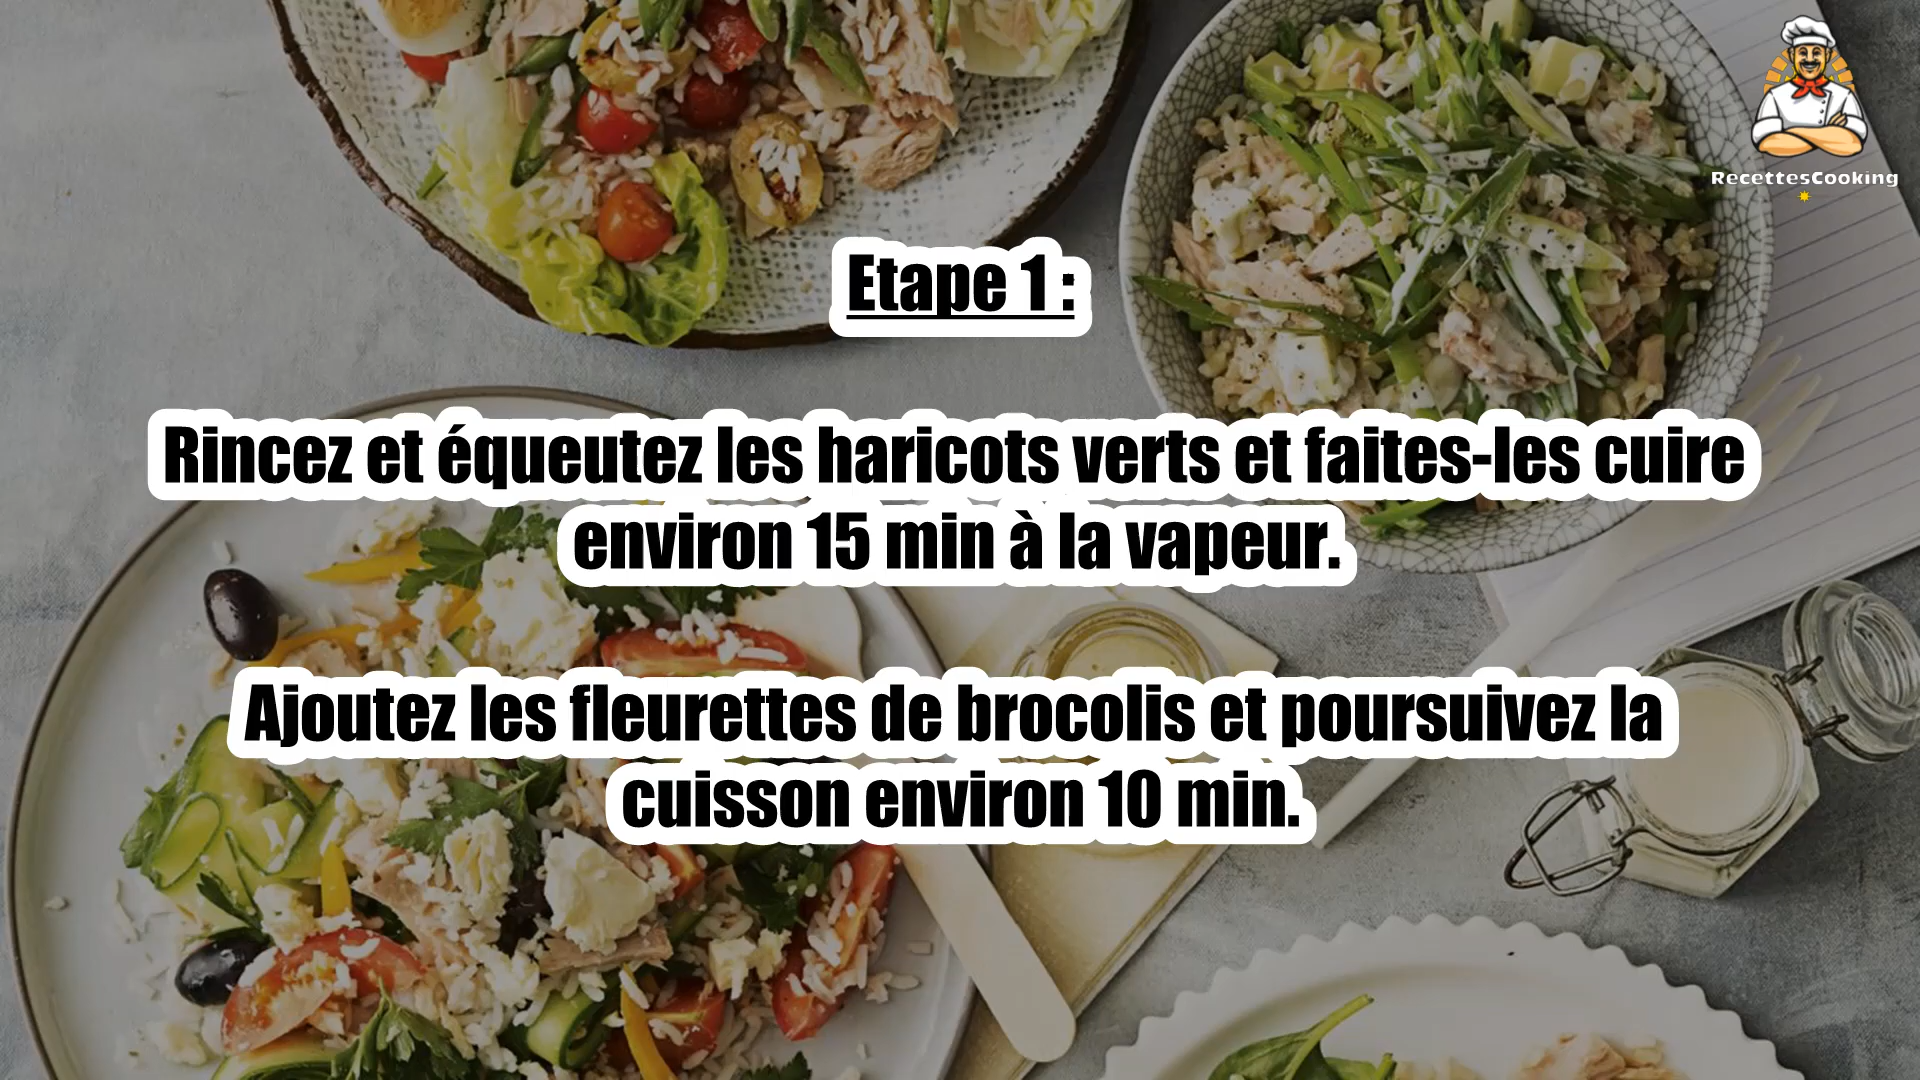 RecettesCooking
Etape 1 :
Rincez et équeutez les haricots verts et faites-les cuire
environ 15 min à la vapeur.
Ajoutez les fleurettes de brocolis et poursuivez la
cuisson environ 10 min.